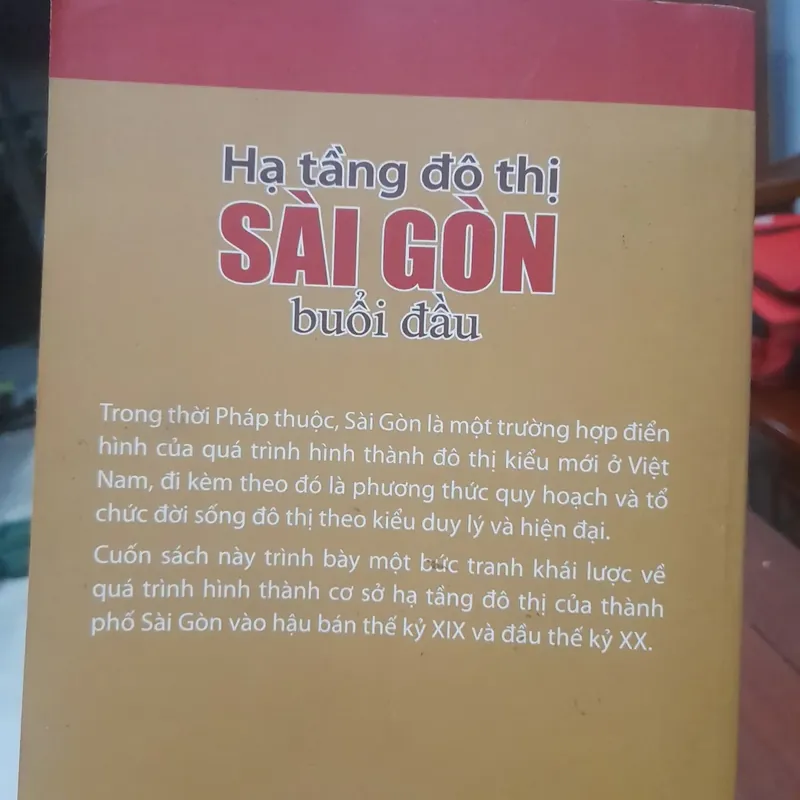 Hạ tầng đô thị
SÀI GÒN
buổi đầu
Trong thời Pháp thuộc, Sài Gòn là một trường hợp điển
hình của quá trình hình thành đô thị kiểu mới ở Việt
Nam, đi kèm theo đó là phương thức quy hoạch và tổ
chức đời sống đô thị theo kiểu duy lý và hiện đại.
Cuốn sách này trình bày một bức tranh khái lược về
quá trình hình thành cơ sở hạ tầng đô thị của thành
phố Sài Gòn vào hậu bán thế kỷ XIX và đầu thế kỷ XX.